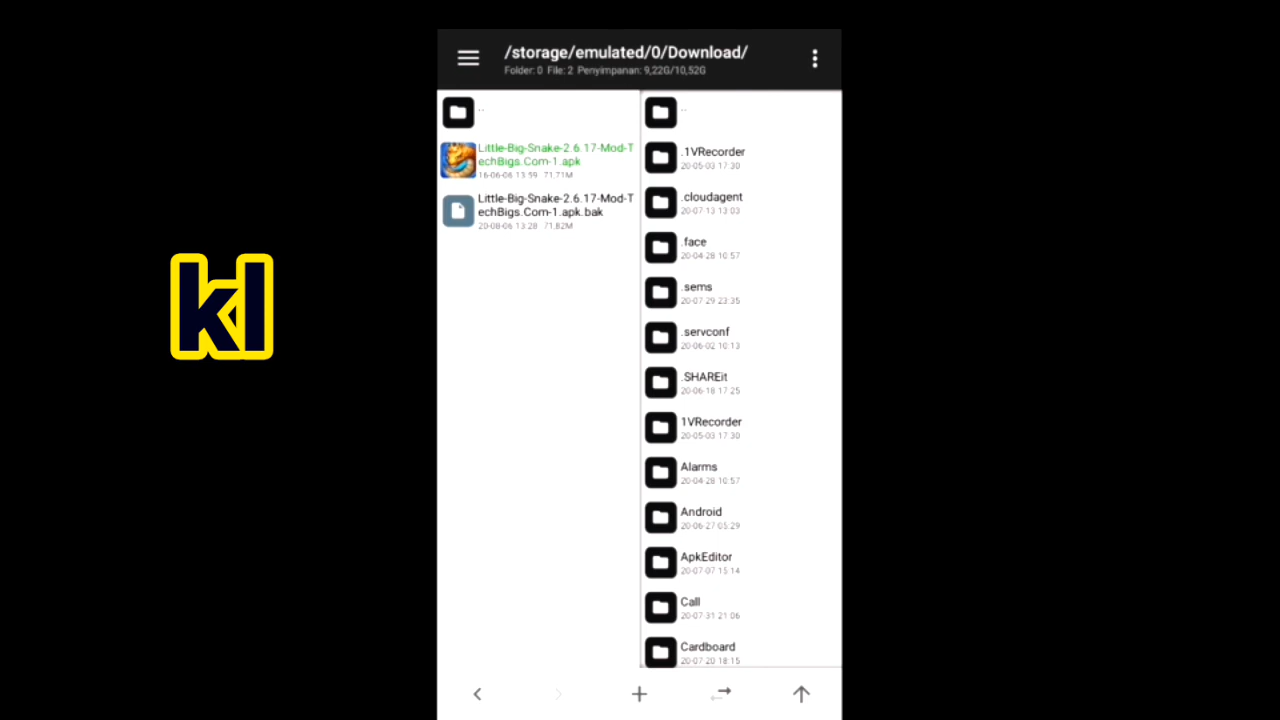 /storage/emulated/0/Download/
Folder: 0 File: 2 Penyimpanan: 9,22G/10,52G
..
Little-Big-Snake-2.6.17-Mod-T
echBigs.Com-1.apk
16-06-06 13 59 71,71M
Little-Big-Snake-2.6.17-Mod-T
echBigs.Com-1.apk.bak
20-08-06 13:28 71,82M
kl
..
.1VRecorder
20-05-03 17:30
.cloudagent
20-07-13 13 03
.face
20-04-28 10:57
.sems
20-07-29 23:35
.servconf
20-06-02 10:13
.SHAREit
20-06-18 17 25
1VRecorder
20-05-03 17:30
Alarms
20-04-28 10:57
Android
20-06-27 05:29
ApkEditor
20-07-07 15 14
Call
20-07-31 21 06
Cardboard
20-07-20 18:15